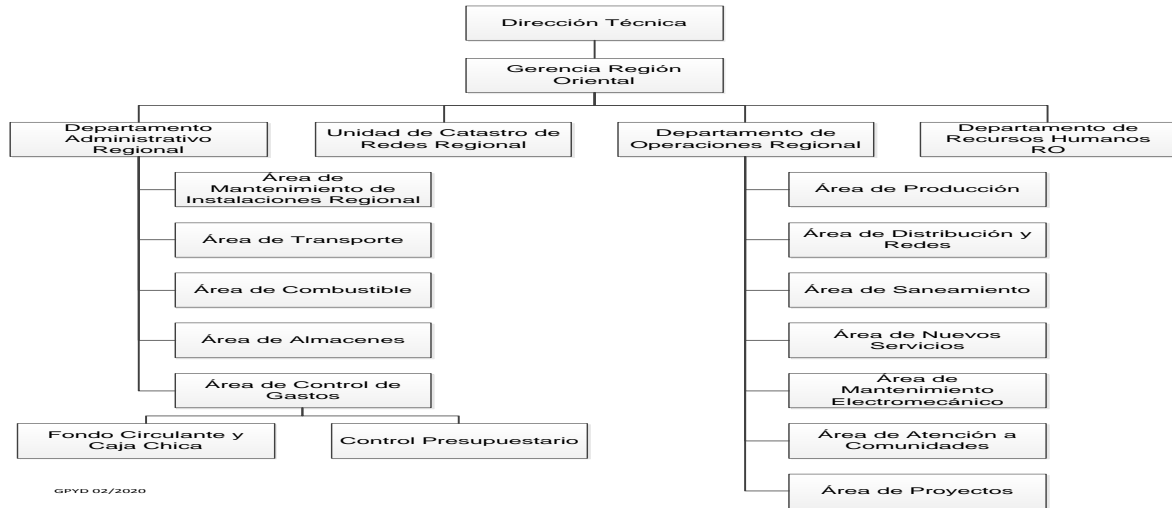 Dirección Técnica
Gerencia Región
Oriental
Departamento
Administrativo
Regional
Unidad de Catastro de
Redes Regional
Departamento de
Operaciones Regional
Departamento de
Recursos Humanos
RO
Área de
Mantenimiento de
Instalaciones Regional
Área de Transporte
Área de Combustible
Área de Almacenes
Área de Control de
Gastos
Fondo Circulante y
Caja Chica
Control Presupuestario
Área de Producción
Área de Distribución y
Redes
Área de Saneamiento
Área de Nuevos
Servicios
Área de
Mantenimiento
Electromecánico
Área de Atención a
Comunidades
Área de Proyectos
GPYD 02/2020